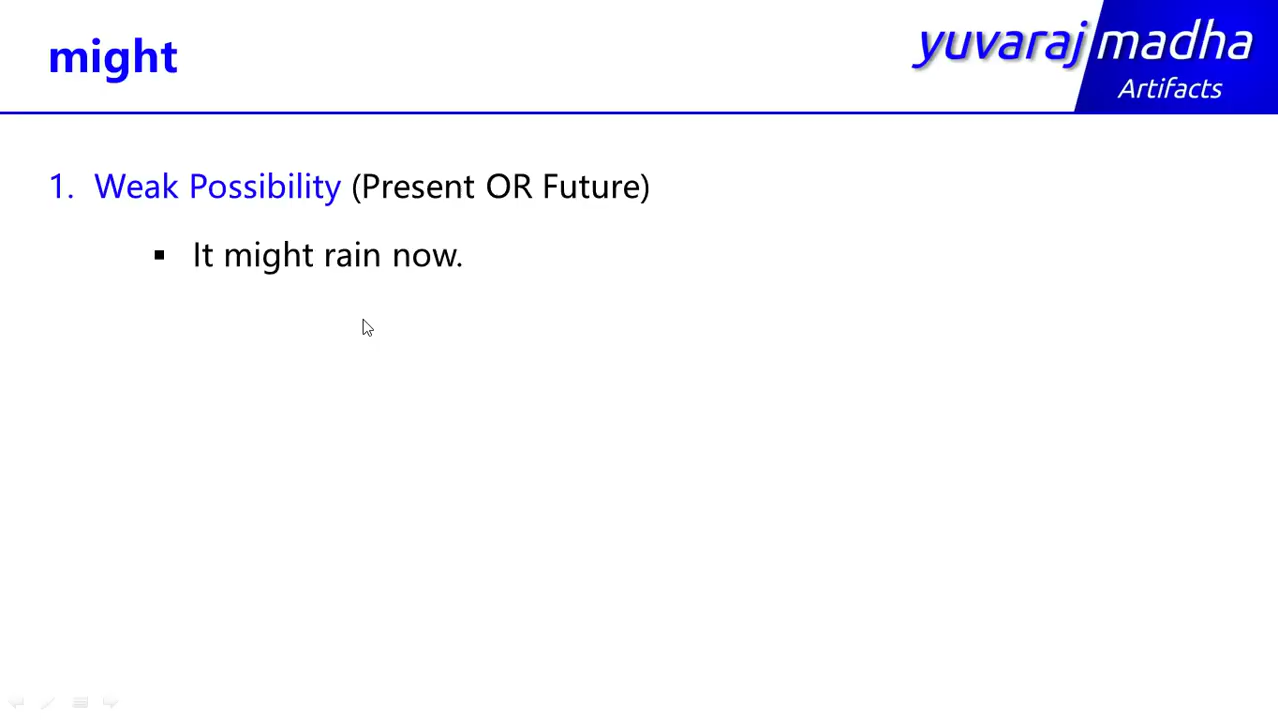 might
yuvaraj madha
Artifacts
1. Weak Possibility (Present OR Future)
▪ It might rain now.